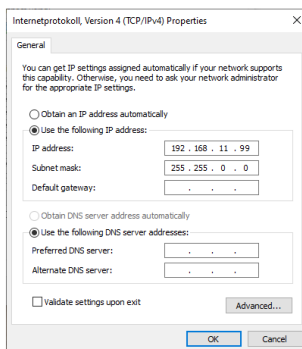 Internetprotokoll, Version 4 (TCP/IPv4) Properties
General
You can get IP settings assigned automatically if your network supports
this capability. Otherwise, you need to ask your network administrator
for the appropriate IP settings.
Obtain an IP address automatically
Use the following IP address:
IP address: 192 . 168 . 11 . 99
Subnet mask: 255 . 255 . 0 . 0
Default gateway: . . .
Obtain DNS server address automatically
Use the following DNS server addresses:
Preferred DNS server: . . .
Alternate DNS server: . . .
Validate settings upon exit
Advanced...
OK Cancel